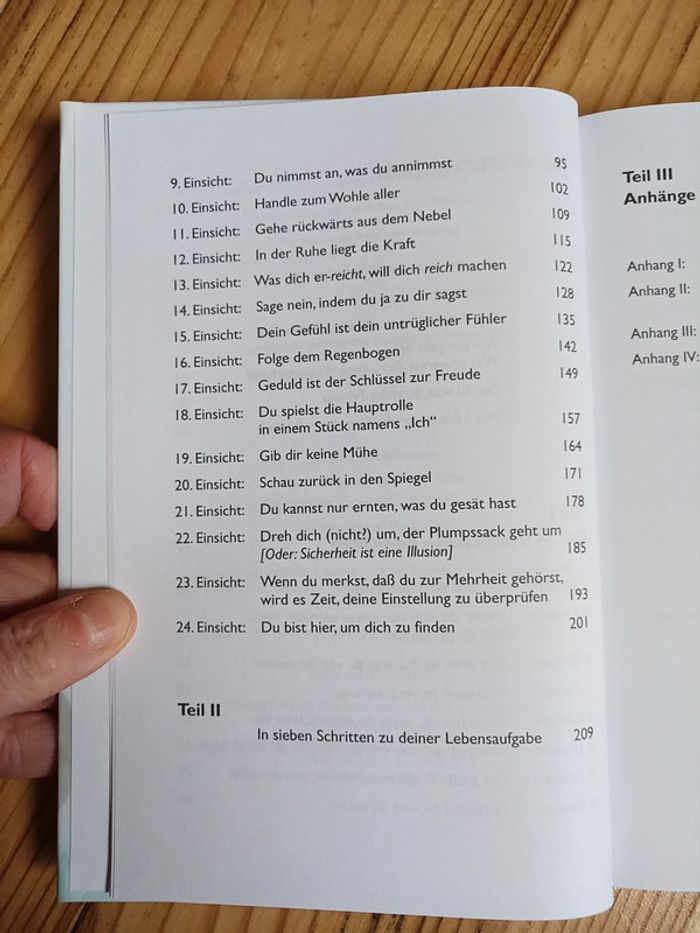 9. Einsicht: Du nimmst an, was du annimmst 95
10. Einsicht: Handle zum Wohle aller 102
11. Einsicht: Gehe rückwärts aus dem Nebel 109
12. Einsicht: In der Ruhe liegt die Kraft 115
13. Einsicht: Was dich er-reicht, will dich reich machen 122
14. Einsicht: Sage nein, indem du ja zu dir sagst 128
15. Einsicht: Dein Gefühl ist dein untrüglicher Fühler 135
16. Einsicht: Folge dem Regenbogen 142
17. Einsicht: Geduld ist der Schlüssel zur Freude 149
18. Einsicht: Du spielst die Hauptrolle
in einem Stück namens „Ich“ 157
19. Einsicht: Gib dir keine Mühe 164
20. Einsicht: Schau zurück in den Spiegel 171
21. Einsicht: Du kannst nur ernten, was du gesät hast 178
22. Einsicht: Dreh dich (nicht?) um, der Plumpssack geht um
[Oder: Sicherheit ist eine Illusion] 185
23. Einsicht: Wenn du merkst, daß du zur Mehrheit gehörst,
wird es Zeit, deine Einstellung zu überprüfen 193
24. Einsicht: Du bist hier, um dich zu finden 201
Teil II
In sieben Schritten zu deiner Lebensaufgabe 209
Teil III
Anhänge
Anhang I:
Anhang II:
Anhang III:
Anhang IV: